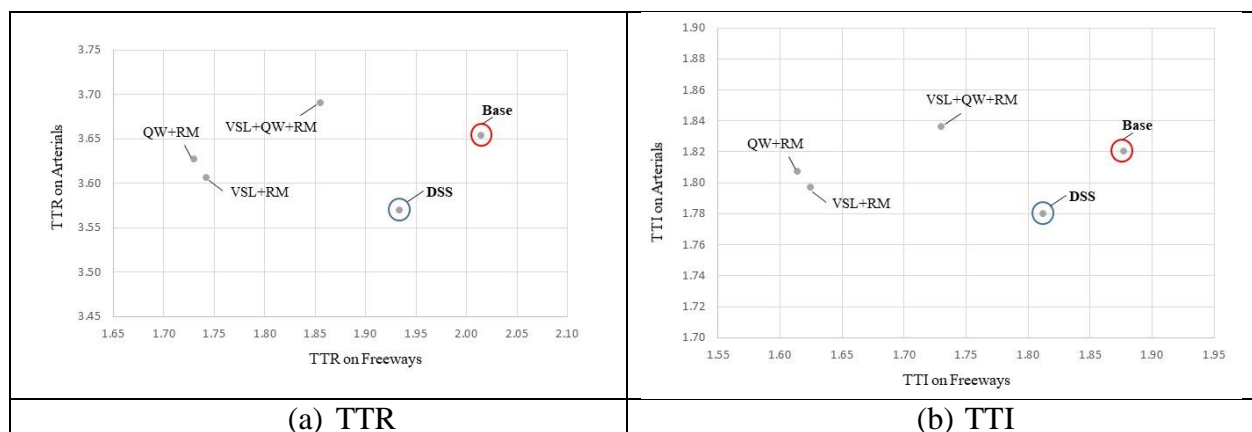 3.75
3.70
3.65
3.60
3.55
3.50
3.45
TTR on Arterials
QW+RM
VSL+QW+RM
Base
VSL+RM
DSS
1.65 1.70 1.75 1.80 1.85 1.90 1.95 2.00 2.05 2.10
TTR on Freeways
(a) TTR
1.90
1.88
1.86
1.84
1.82
1.80
1.78
1.76
1.74
1.72
1.70
TTI on Arterials
VSL+QW+RM
Base
QW+RM
VSL+RM
DSS
1.55 1.60 1.65 1.70 1.75 1.80 1.85 1.90 1.95
TTI on Freeways
(b) TTI